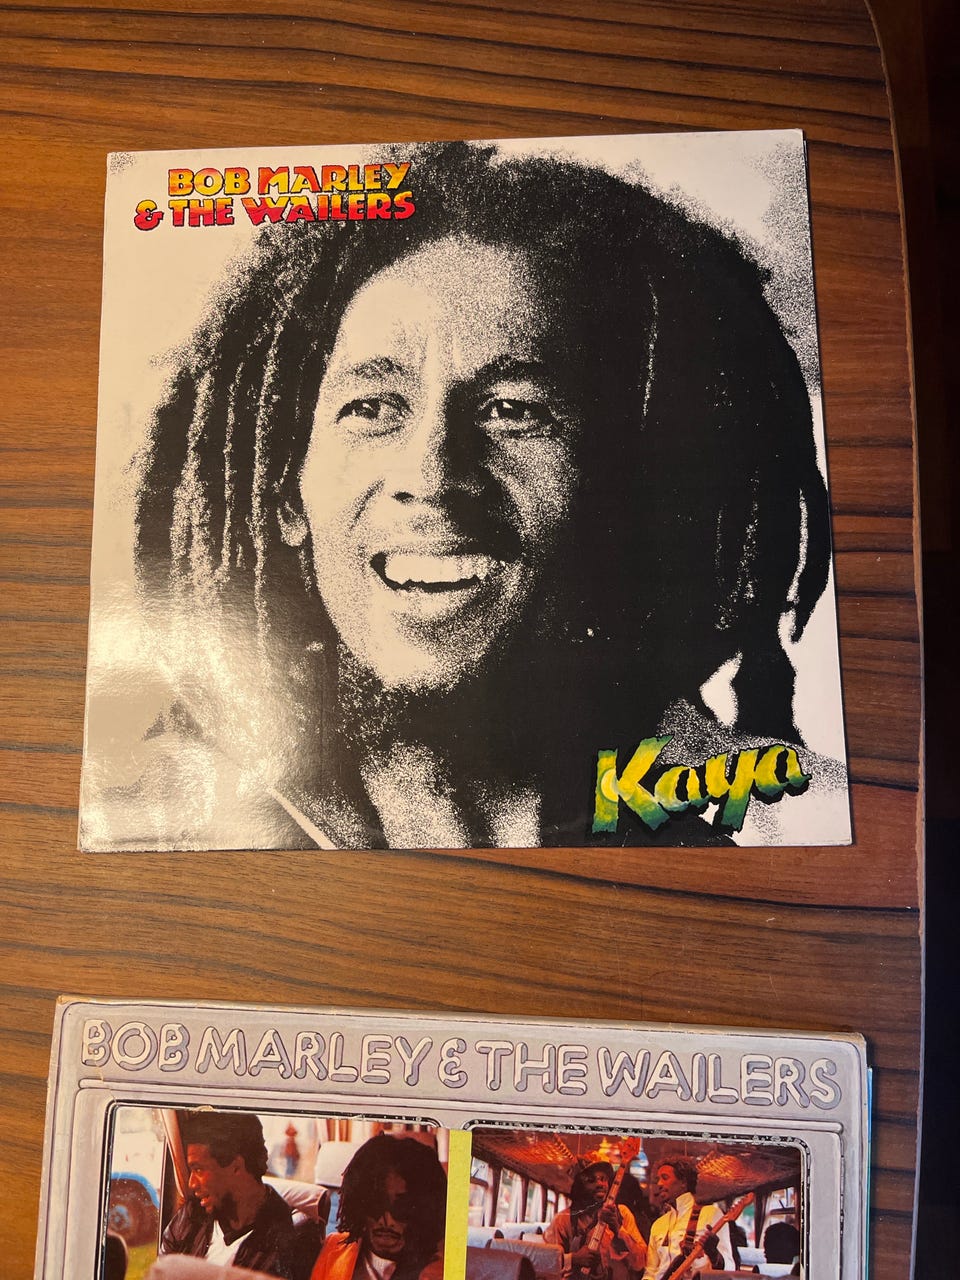 BOB MARLEY
& THE WAILERS
Kaya
BOB MARLEY & THE WAILERS